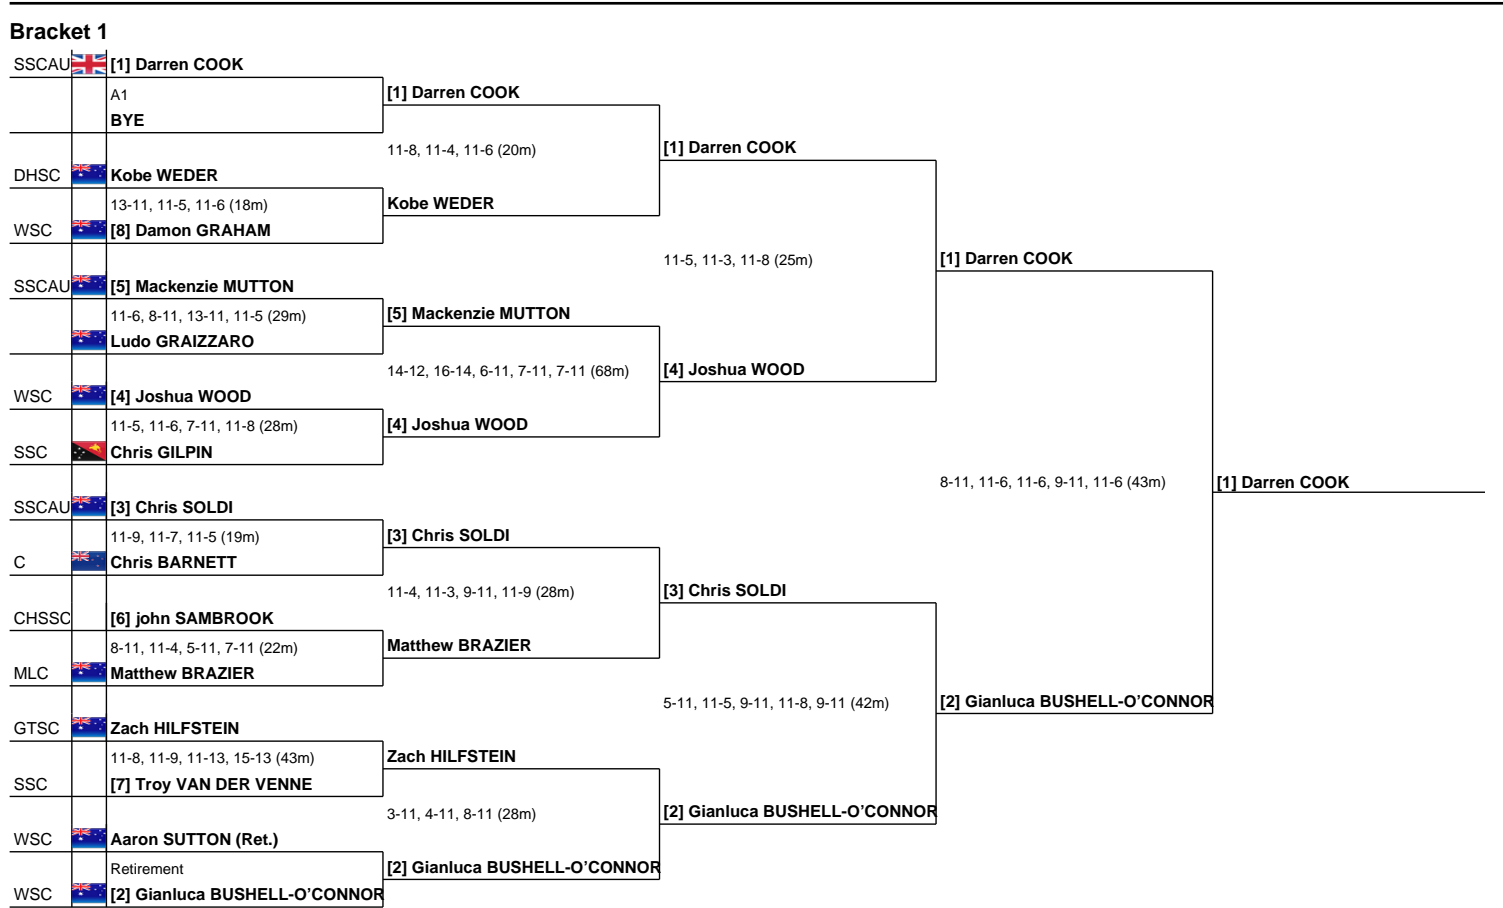 Bracket 1
SSCAU [1] Darren COOK
A1
BYE
DHSC Kobe WEDER
13-11, 11-5, 11-6 (18m)
WSC [8] Damon GRAHAM
SSCAU [5] Mackenzie MUTTON
11-6, 8-11, 13-11, 11-5 (29m)
Ludo GRAIZZARO
WSC [4] Joshua WOOD
11-5, 11-6, 7-11, 11-8 (28m)
SSC Chris GILPIN
SSCAU [3] Chris SOLDI
11-9, 11-7, 11-5 (19m)
C Chris BARNETT
CHSSC [6] john SAMBROOK
8-11, 11-4, 5-11, 7-11 (22m)
MLC Matthew BRAZIER
GTSC Zach HILFSTEIN
11-8, 11-9, 11-13, 15-13 (43m)
SSC [7] Troy VAN DER VENNE
WSC Aaron SUTTON (Ret.)
Retirement
WSC [2] Gianluca BUSHELL-O'CONNOR
[1] Darren COOK
11-8, 11-4, 11-6 (20m)
Kobe WEDER
[5] Mackenzie MUTTON
14-12, 16-14, 6-11, 7-11, 7-11 (68m)
[4] Joshua WOOD
[3] Chris SOLDI
11-4, 11-3, 9-11, 11-9 (28m)
Matthew BRAZIER
Zach HILFSTEIN
3-11, 4-11, 8-11 (28m)
[2] Gianluca BUSHELL-O'CONNOR
[1] Darren COOK
11-5, 11-3, 11-8 (25m)
[4] Joshua WOOD
[3] Chris SOLDI
5-11, 11-5, 9-11, 11-8, 9-11 (42m)
[2] Gianluca BUSHELL-O'CONNOR
[1] Darren COOK
8-11, 11-6, 11-6, 9-11, 11-6 (43m)
[2] Gianluca BUSHELL-O'CONNOR
[1] Darren COOK